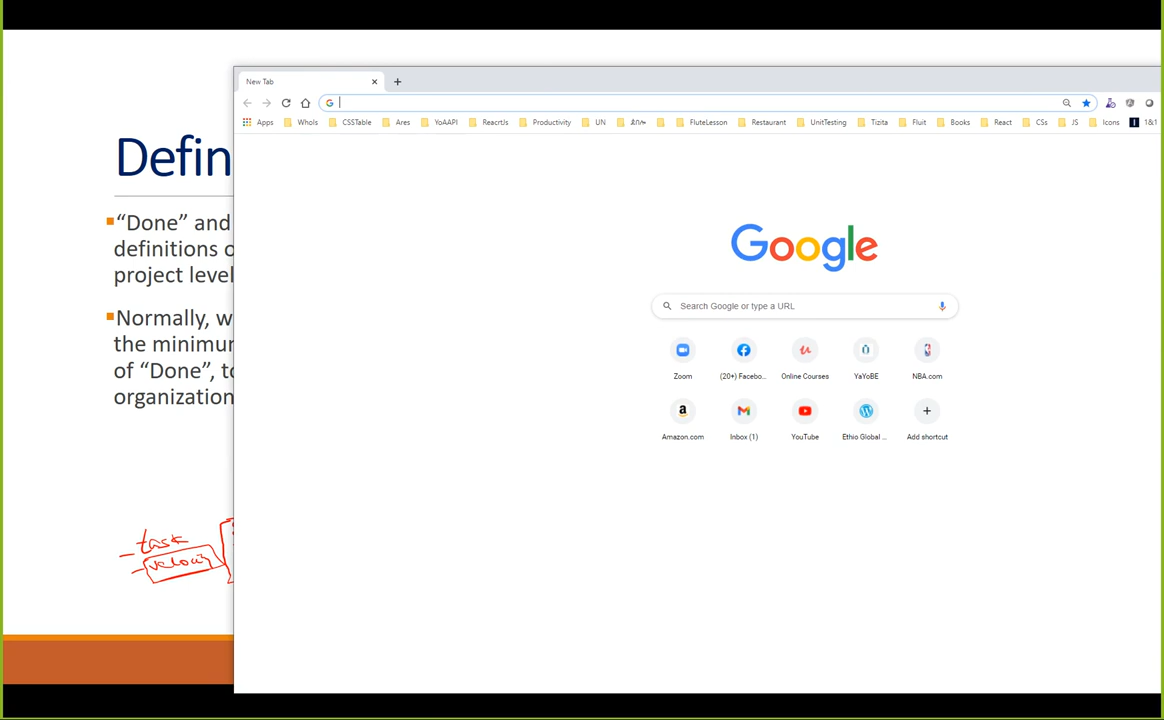 New Tab
Apps WhoIs CSSTable Ares YoAAPI ReacrtJs Productivity UN FluteLesson Restaurant UnitTesting Tizita Fluit Books React CSs JS Icons 1&1
Defin
Google
"Done" and
definitions o
project level
Search Google or type a URL
Normally, w
the minimum
of "Done", to
organization
Zoom (20+) Facebo... Online Courses YaYoBE NBA.com
Amazon.com Inbox (1) YouTube Ethio Global ... Add shortcut
- task